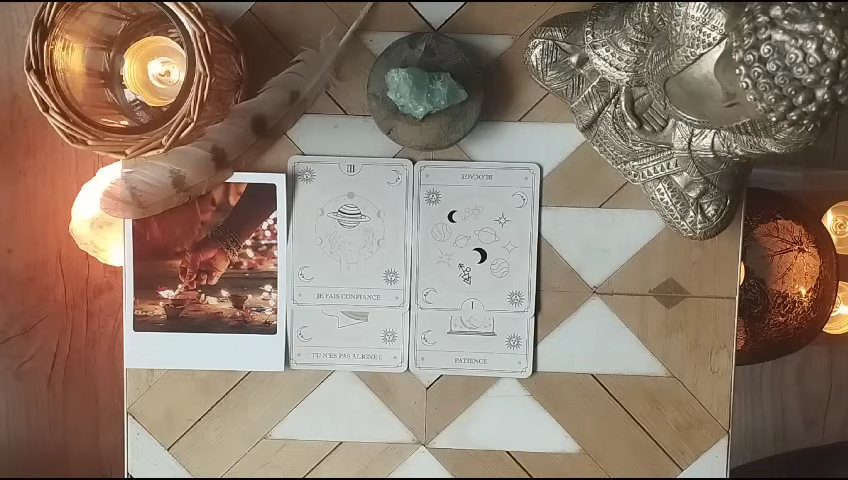 III
JE FAIS CONFIANCE
TU N'ES PAS ALIGNÉ·E
BLOCAGE
I
PATIENCE